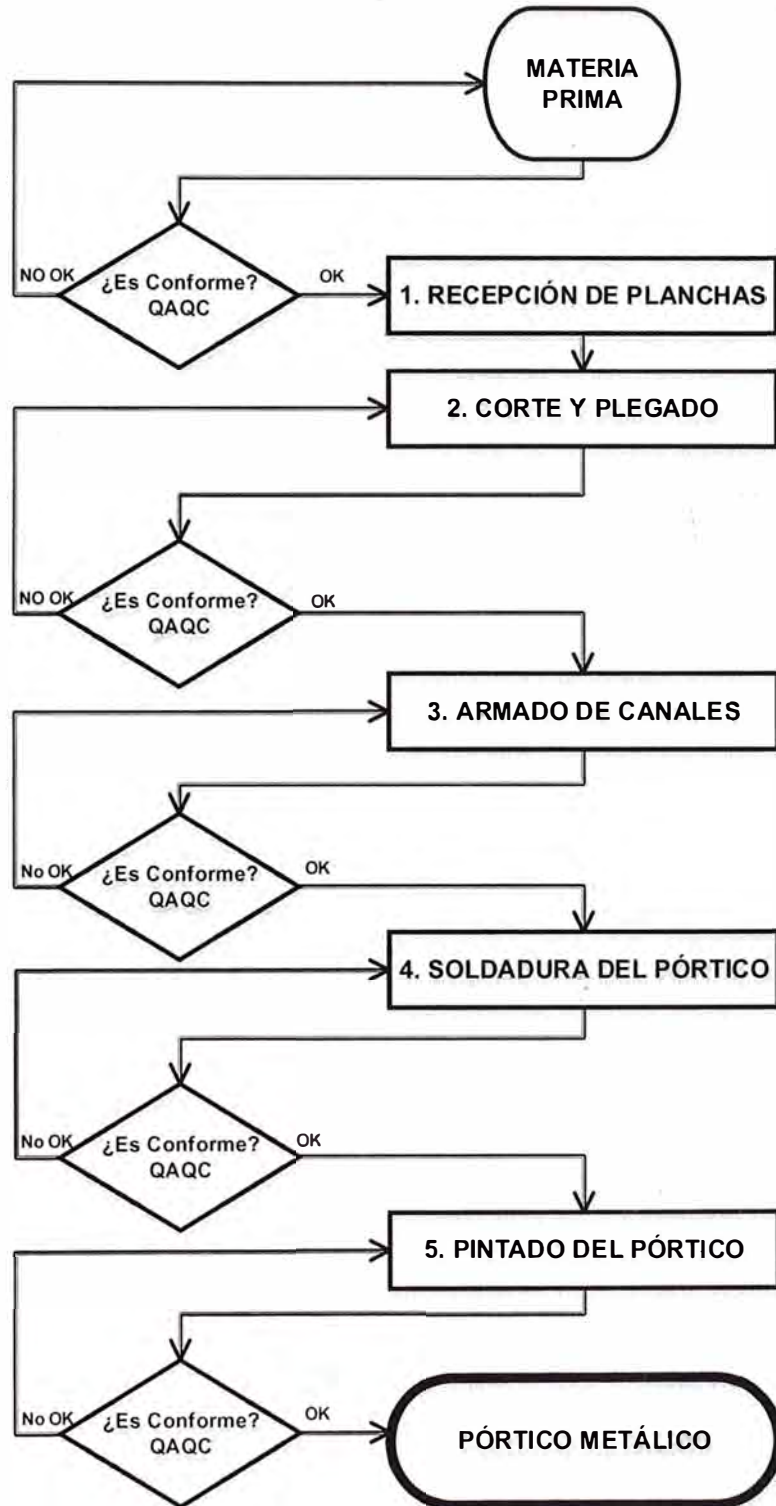 MATERIA
PRIMA
NO OK
¿Es Conforme?
QAQC
OK
1. RECEPCIÓN DE PLANCHAS
2. CORTE Y PLEGADO
NO OK
¿Es Conforme?
QAQC
OK
3. ARMADO DE CANALES
No OK
¿Es Conforme?
QAQC
OK
4. SOLDADURA DEL PÓRTICO
No OK
¿Es Conforme?
QAQC
OK
5. PINTADO DEL PÓRTICO
No OK
¿Es Conforme?
QAQC
OK
PÓRTICO METÁLICO